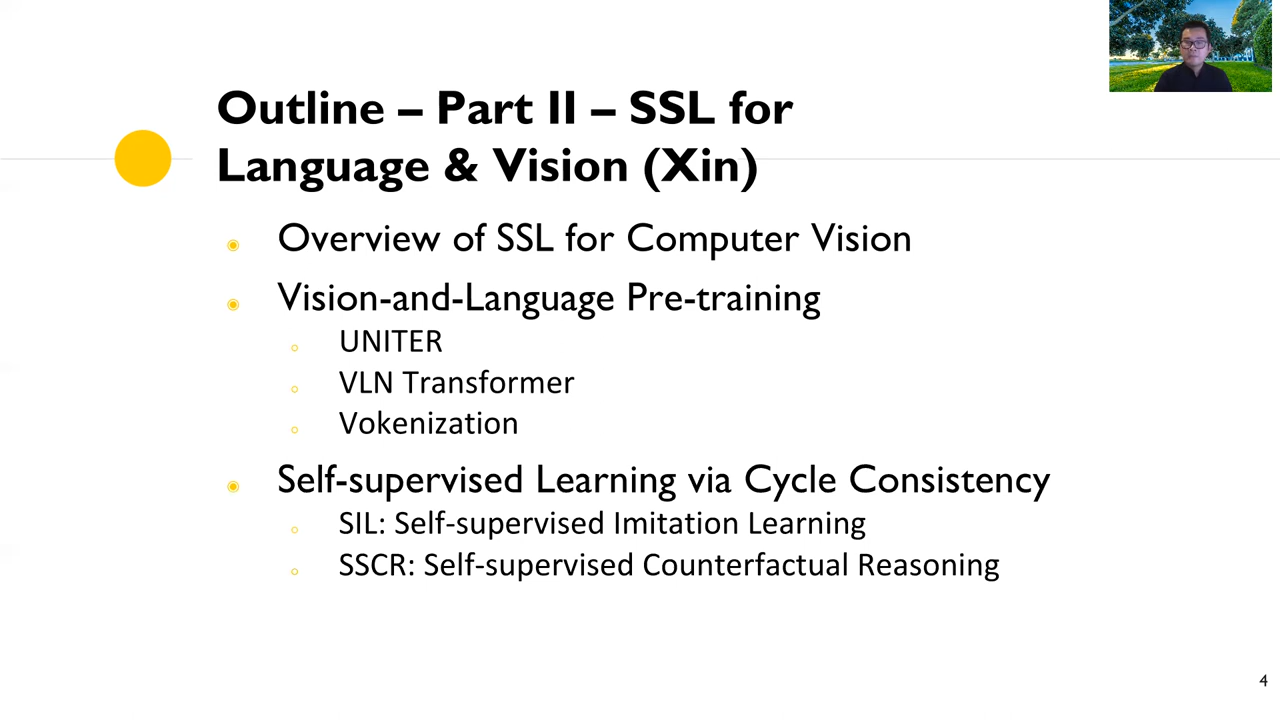 Outline – Part II – SSL for
Language & Vision (Xin)
Overview of SSL for Computer Vision
Vision-and-Language Pre-training
UNITER
VLN Transformer
Vokenization
Self-supervised Learning via Cycle Consistency
SIL: Self-supervised Imitation Learning
SSCR: Self-supervised Counterfactual Reasoning
4